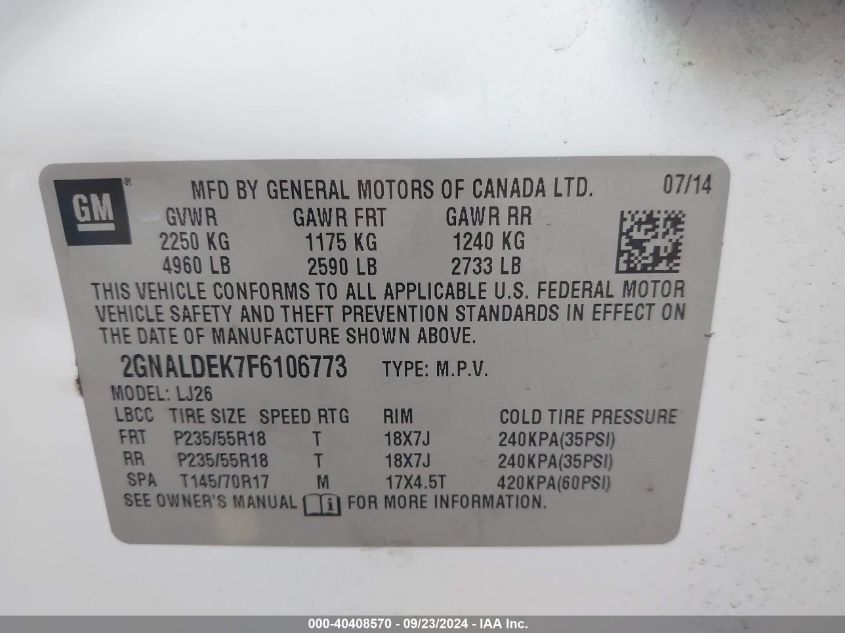 GM ® MFD BY GENERAL MOTORS OF CANADA LTD. 07/14
GVWR GAWR FRT GAWR RR
2250 KG 1175 KG 1240 KG
4960 LB 2590 LB 2733 LB
THIS VEHICLE CONFORMS TO ALL APPLICABLE U.S. FEDERAL MOTOR
VEHICLE SAFETY AND THEFT PREVENTION STANDARDS IN EFFECT ON
THE DATE OF MANUFACTURE SHOWN ABOVE.
2GNALDEK7F6106773 TYPE: M.P.V.
MODEL: LJ26
LBCC TIRE SIZE SPEED RTG RIM COLD TIRE PRESSURE
FRT P235/55R18 T 18X7J 240KPA(35PSI)
RR P235/55R18 T 18X7J 240KPA(35PSI)
SPA T145/70R17 M 17X4.5T 420KPA(60PSI)
SEE OWNER'S MANUAL FOR MORE INFORMATION.
000-40408570 - 09/23/2024 - IAA Inc.